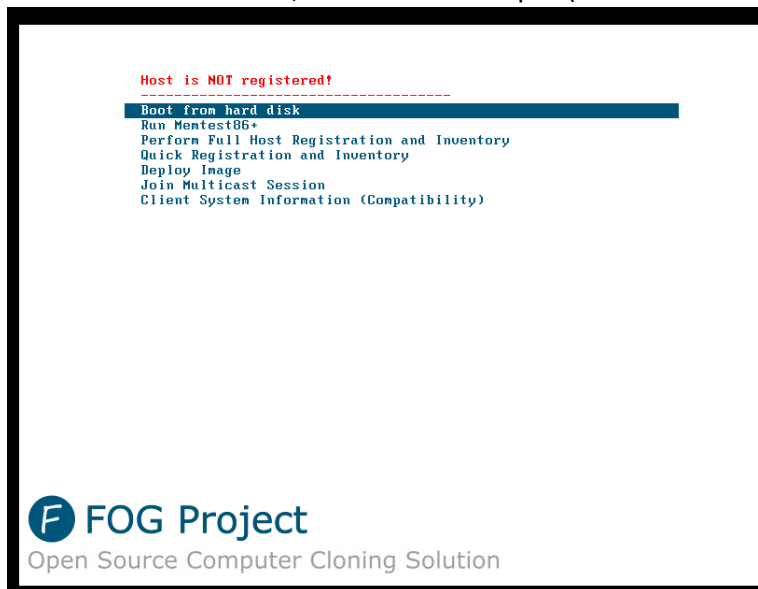 Host is NOT registered!
-------------------------------------
Boot from hard disk
Run Memtest86+
Perform Full Host Registration and Inventory
Quick Registration and Inventory
Deploy Image
Join Multicast Session
Client System Information (Compatibility)
F FOG Project
Open Source Computer Cloning Solution